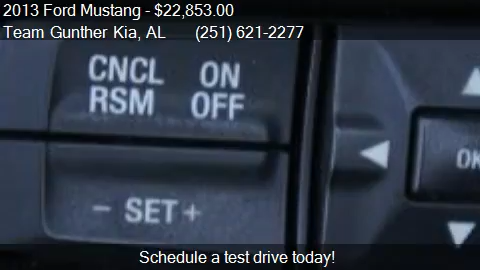 2013 Ford Mustang - $22,853.00
Team Gunther Kia, AL (251) 621-2277
CNCL ON
RSM OFF
OK
- SET +
Schedule a test drive today!